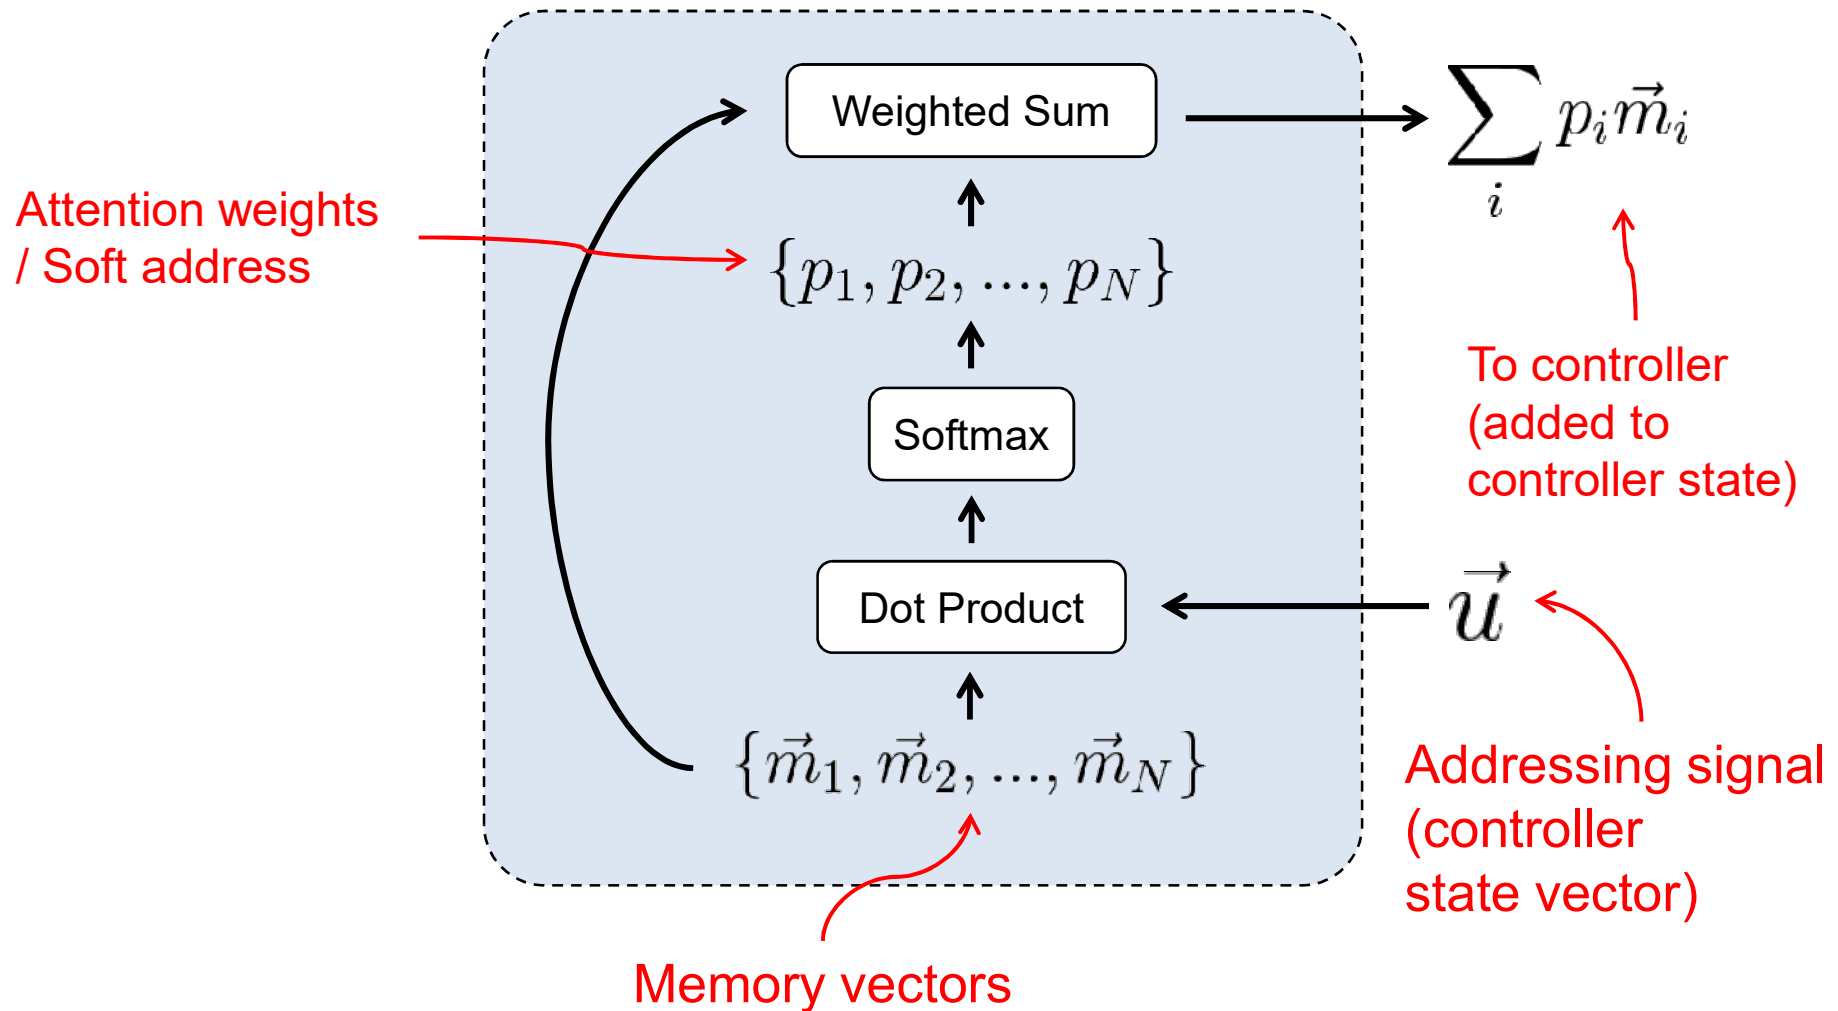 Weighted Sum
∑ᵢ pᵢ m⃗ᵢ
Attention weights
/ Soft address
{p₁, p₂, ..., p_N}
To controller
(added to
controller state)
Softmax
Dot Product
u⃗
{m⃗₁, m⃗₂, ..., m⃗_N}
Addressing signal
(controller
state vector)
Memory vectors